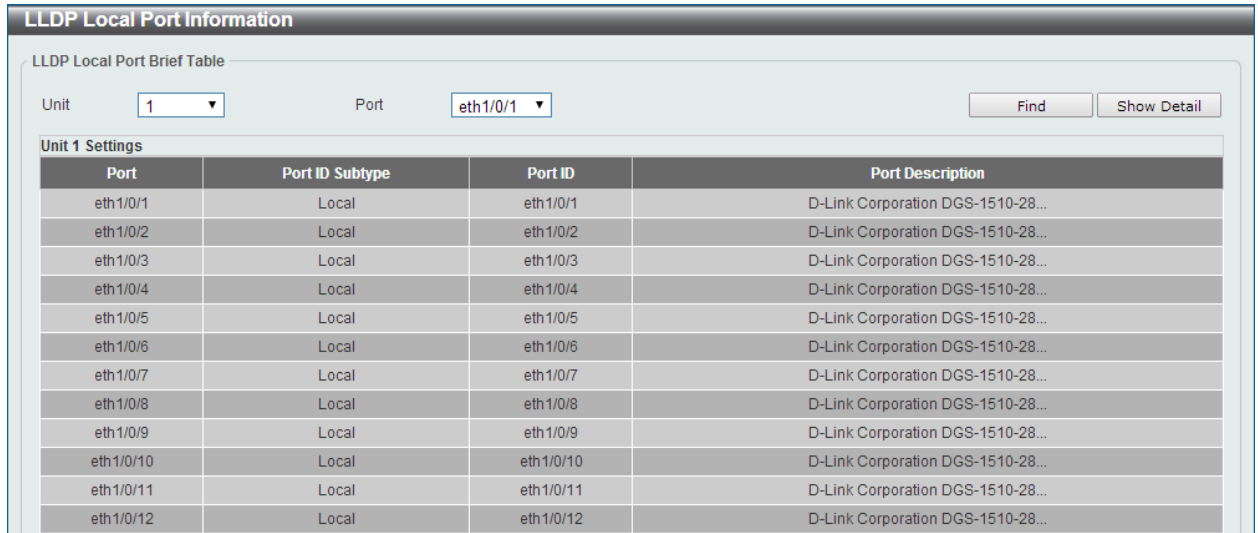 LLDP Local Port Information
LLDP Local Port Brief Table
Unit 1 Port eth1/0/1 Find Show Detail
Unit 1 Settings
Port Port ID Subtype Port ID Port Description
eth1/0/1 Local eth1/0/1 D-Link Corporation DGS-1510-28...
eth1/0/2 Local eth1/0/2 D-Link Corporation DGS-1510-28...
eth1/0/3 Local eth1/0/3 D-Link Corporation DGS-1510-28...
eth1/0/4 Local eth1/0/4 D-Link Corporation DGS-1510-28...
eth1/0/5 Local eth1/0/5 D-Link Corporation DGS-1510-28...
eth1/0/6 Local eth1/0/6 D-Link Corporation DGS-1510-28...
eth1/0/7 Local eth1/0/7 D-Link Corporation DGS-1510-28...
eth1/0/8 Local eth1/0/8 D-Link Corporation DGS-1510-28...
eth1/0/9 Local eth1/0/9 D-Link Corporation DGS-1510-28...
eth1/0/10 Local eth1/0/10 D-Link Corporation DGS-1510-28...
eth1/0/11 Local eth1/0/11 D-Link Corporation DGS-1510-28...
eth1/0/12 Local eth1/0/12 D-Link Corporation DGS-1510-28...